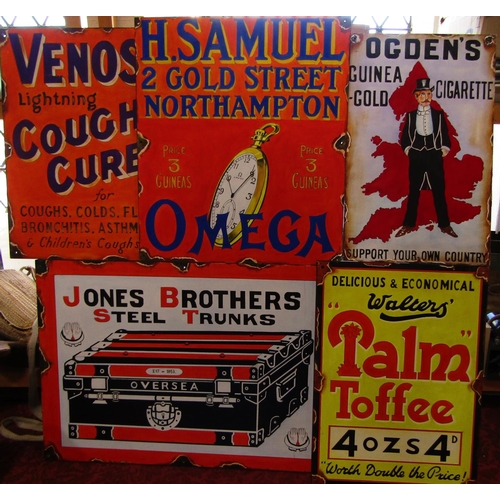 VENOS
Lightning
COUGH
CURE
for
COUGHS, COLDS, FL
BRONCHITIS, ASTHM
& Children's Coughs
H. SAMUEL
2 GOLD STREET
NORTHAMPTON
PRICE
3
GUINEAS
PRICE
3
GUINEAS
OMEGA
OGDEN'S
GUINEA
-GOLD
CIGARETTE
SUPPORT YOUR OWN COUNTRY
JONES BROTHERS
STEEL TRUNKS
OVERSEA
DELICIOUS & ECONOMICAL
Walters'
"Palm"
Toffee
4 OZS 4D
"Worth Double the Price!